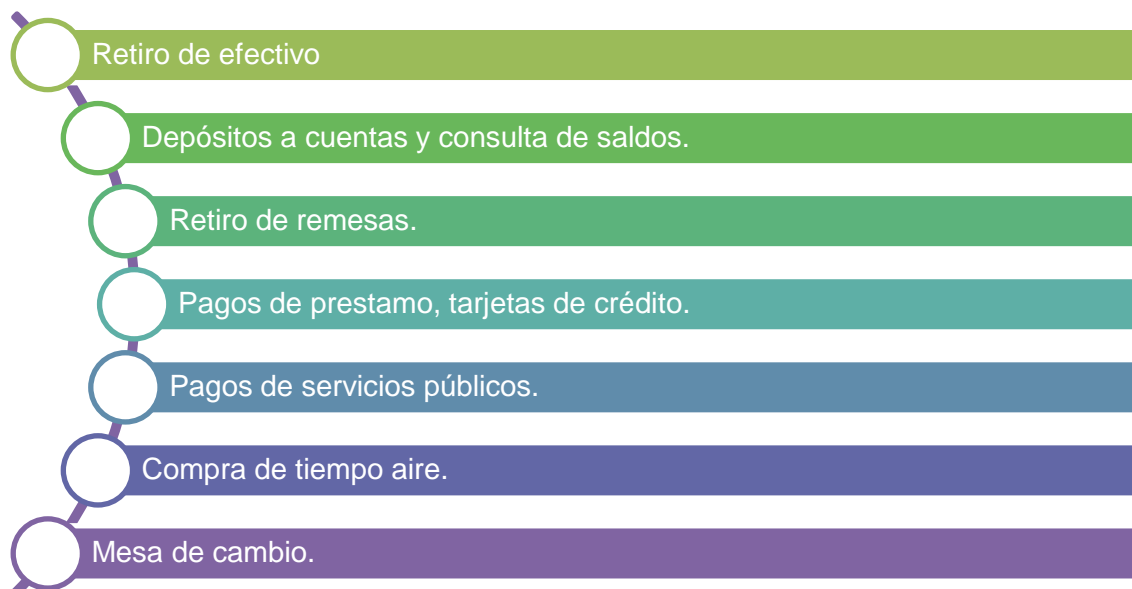 Retiro de efectivo
Depósitos a cuentas y consulta de saldos.
Retiro de remesas.
Pagos de prestamo, tarjetas de crédito.
Pagos de servicios públicos.
Compra de tiempo aire.
Mesa de cambio.